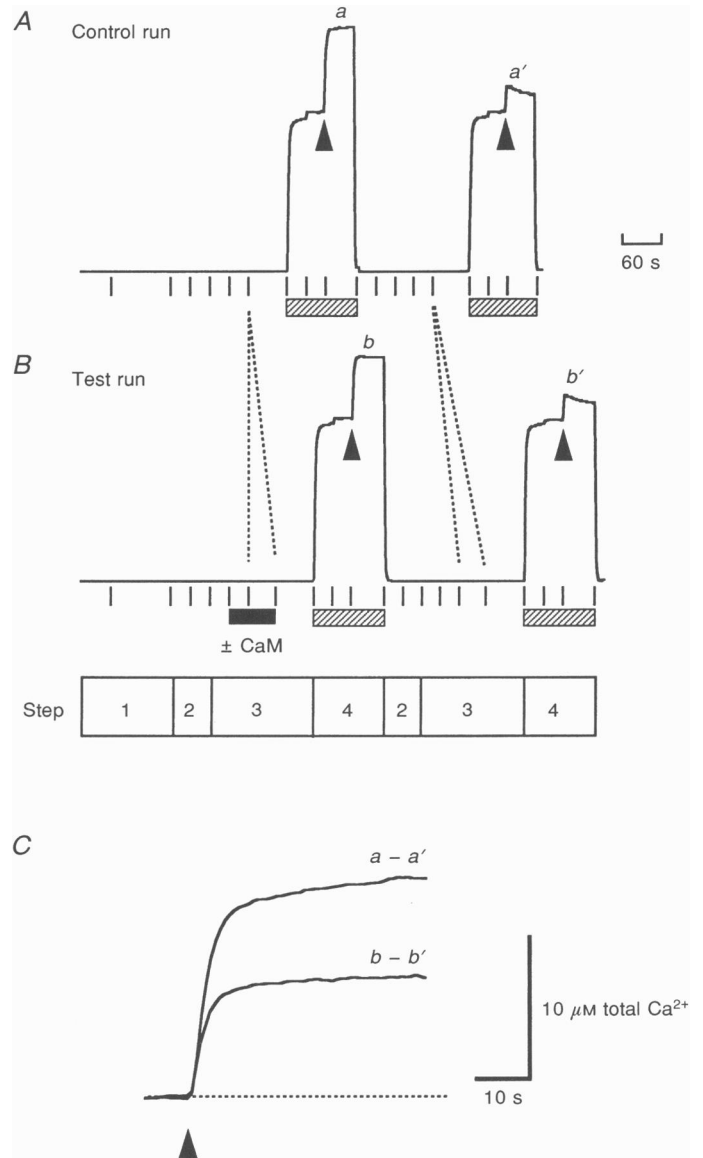 A
Control run
a
a′
60 s
B
Test run
b
b′
± CaM
Step 1 2 3 4 2 3 4
C
a – a′
b – b′
10 μM total Ca²⁺
10 s